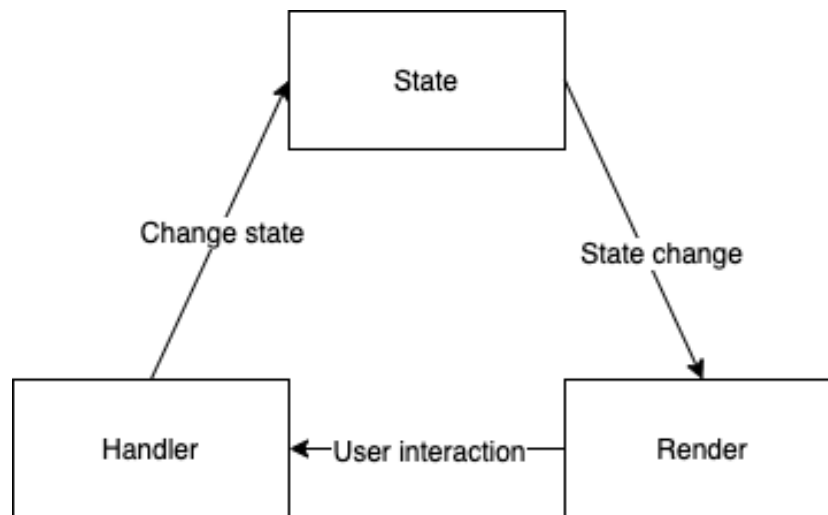 State
Change state
State change
Handler
User interaction
Render